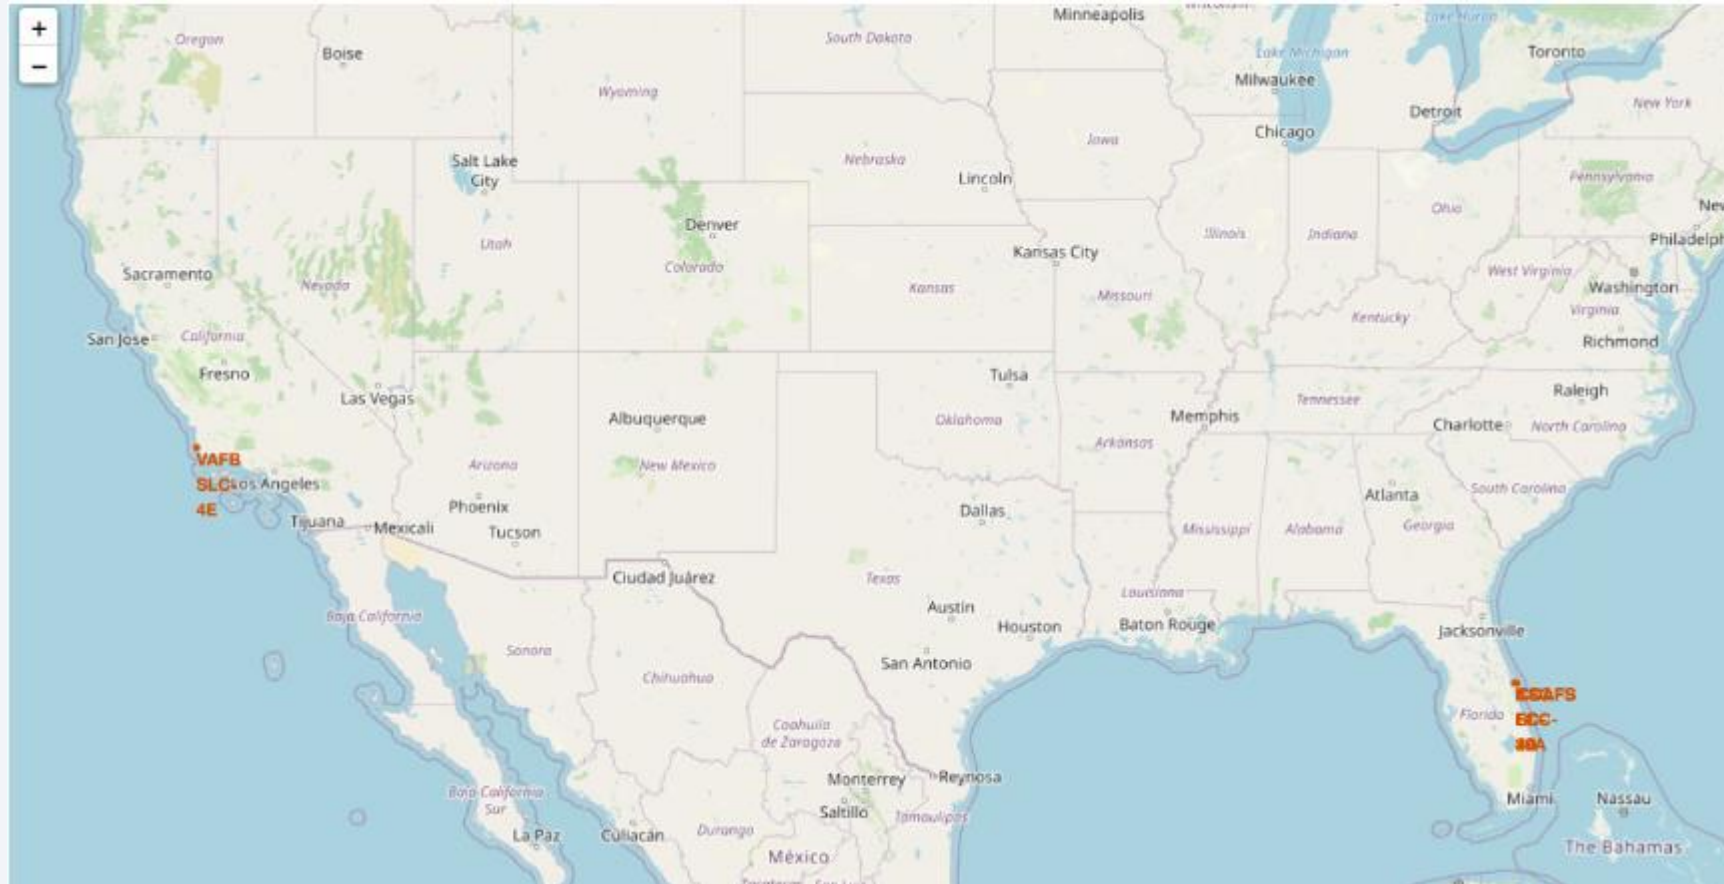 +
−
Oregon
Boise
South Dakota
Minneapolis
Wisconsin
Lake Huron
Lake Michigan
Toronto
Wyoming
Milwaukee
Detroit
New York
Chicago
Iowa
Salt Lake
City
Nebraska
Lincoln
Pennsylvania
Ohio
New
Denver
Utah
Illinois
Indiana
Philadelph
Kansas City
Colorado
Sacramento
Nevada
Kansas
Missouri
West Virginia
Washington
Virginia
Kentucky
San Jose
California
Richmond
Fresno
Tulsa
Las Vegas
Raleigh
Tennessee
Albuquerque
Oklahoma
Memphis
Charlotte
North Carolina
Arkansas
VAFB
SLC-
4E
Los Angeles
Arizona
New Mexico
South Carolina
Atlanta
Phoenix
Dallas
Tijuana
Mexicali
Tucson
Mississippi
Alabama
Georgia
Ciudad Juárez
Texas
Louisiana
Austin
Houston
Baton Rouge
Baja California
Jacksonville
Sonora
San Antonio
Chihuahua
Florida
Coahuila
de Zaragoza
Monterrey
Reynosa
Baja California
Sur
Saltillo
Tamaulipas
Miami
Nassau
La Paz
Culiacán
Durango
México
The Bahamas